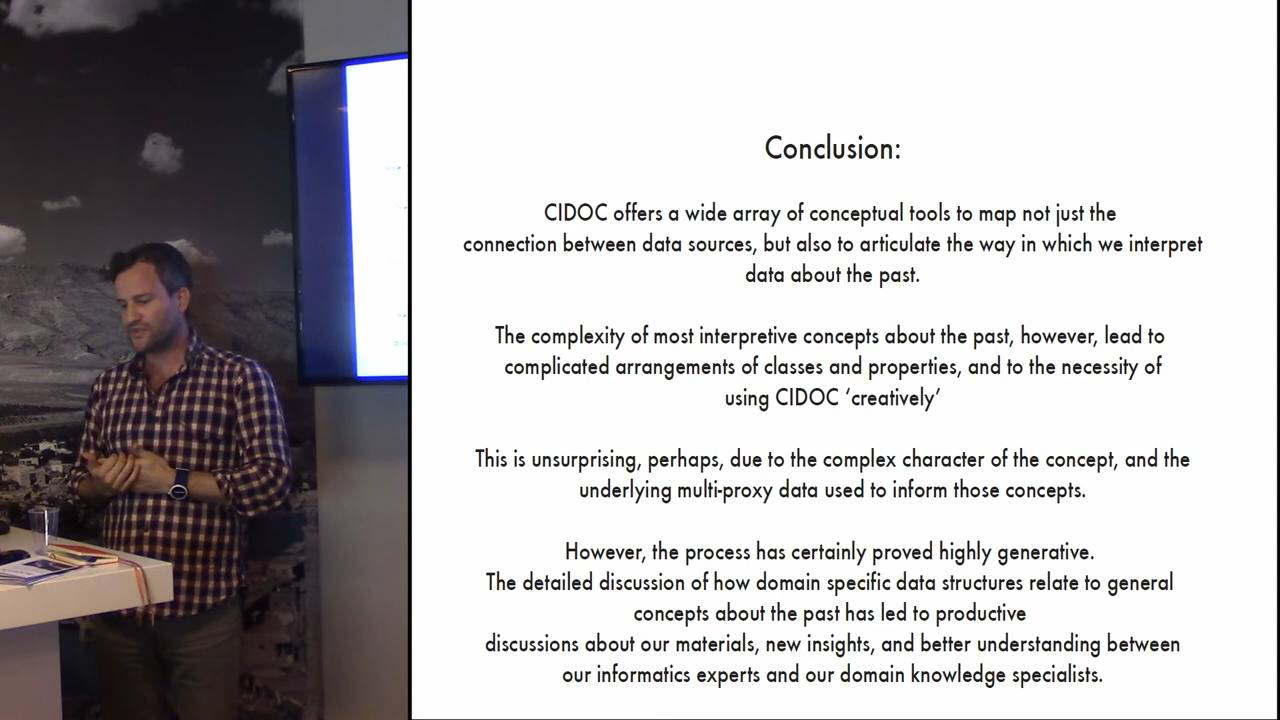 Conclusion:
CIDOC offers a wide array of conceptual tools to map not just the
connection between data sources, but also to articulate the way in which we interpret
data about the past.
The complexity of most interpretive concepts about the past, however, lead to
complicated arrangements of classes and properties, and to the necessity of
using CIDOC ‘creatively’
This is unsurprising, perhaps, due to the complex character of the concept, and the
underlying multi-proxy data used to inform those concepts.
However, the process has certainly proved highly generative.
The detailed discussion of how domain specific data structures relate to general
concepts about the past has led to productive
discussions about our materials, new insights, and better understanding between
our informatics experts and our domain knowledge specialists.